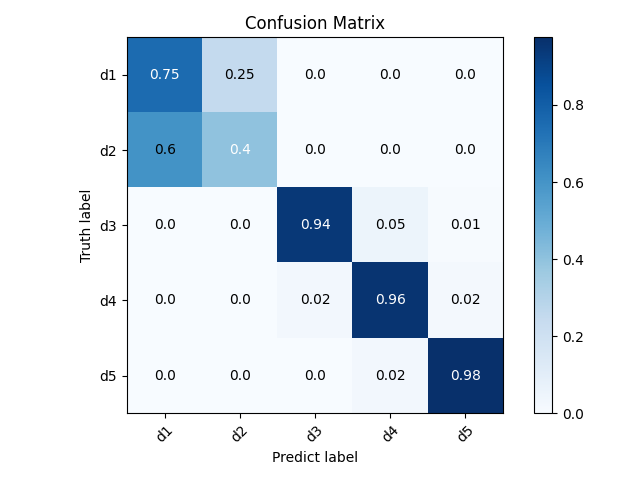 Confusion Matrix
Truth label
d1 0.75 0.25 0.0 0.0 0.0
d2 0.6 0.4 0.0 0.0 0.0
d3 0.0 0.0 0.94 0.05 0.01
d4 0.0 0.0 0.02 0.96 0.02
d5 0.0 0.0 0.0 0.02 0.98
d1 d2 d3 d4 d5
Predict label
0.8
0.6
0.4
0.2
0.0